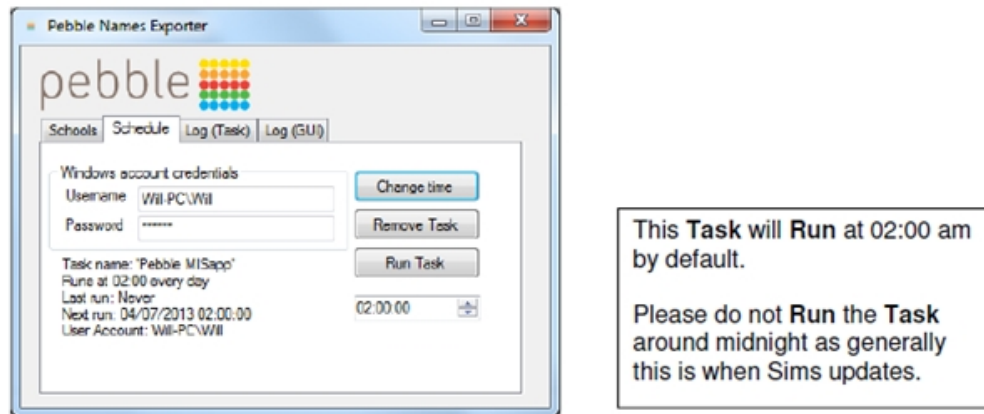 Pebble Names Exporter
pebble
Schools Schedule Log (Task) Log (GUI)
Windows account credentials
Username Will-PC\Will
Password ••••••
Change time
Remove Task
Run Task
02:00:00
Task name: "Pebble MISapp"
Runs at 02:00 every day
Last run: Never
Next run: 04/07/2013 02:00:00
User Account: Will-PC\Will
This Task will Run at 02:00 am
by default.
Please do not Run the Task
around midnight as generally
this is when Sims updates.